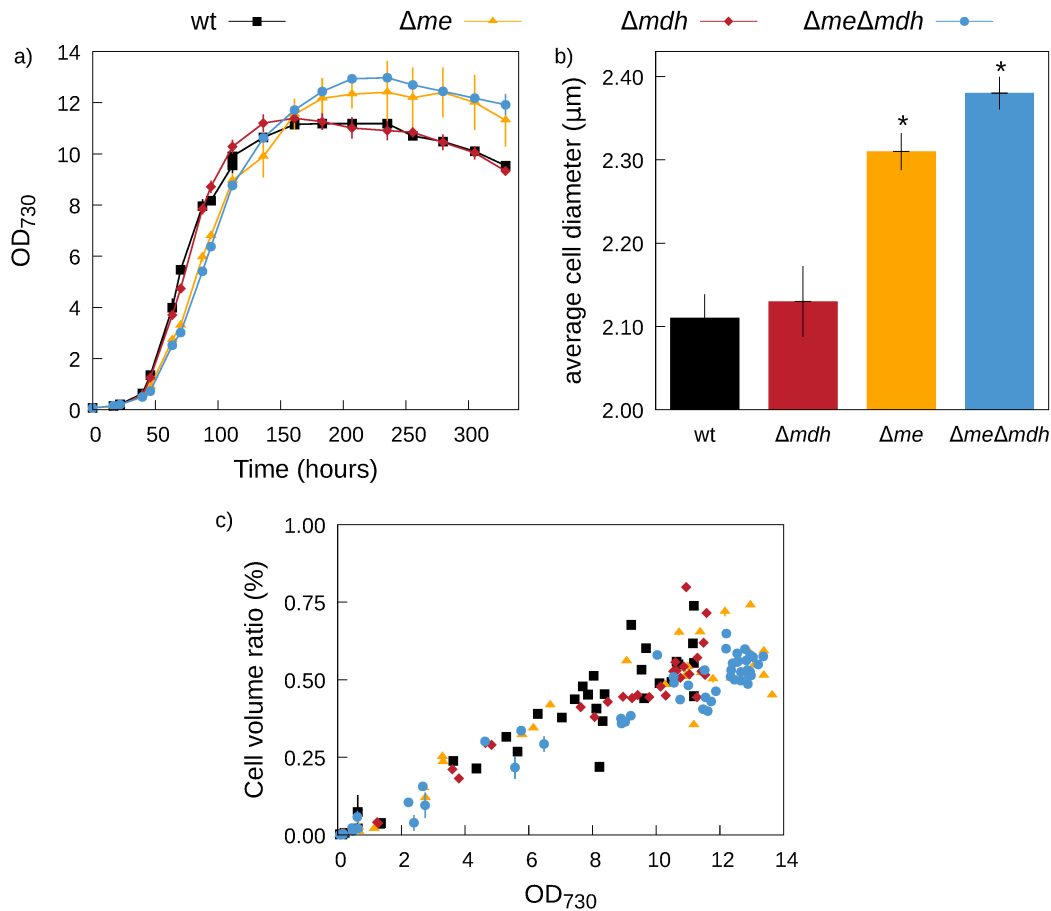 wt Δme Δmdh ΔmeΔmdh
a)
14
12
10
8
6
4
2
0
OD730
0 50 100 150 200 250 300
Time (hours)
b)
2.40
2.30
2.20
2.10
2.00
average cell diameter (µm)
* *
wt Δmdh Δme ΔmeΔmdh
c)
1.00
0.75
0.50
0.25
0.00
Cell volume ratio (%)
0 2 4 6 8 10 12 14
OD730